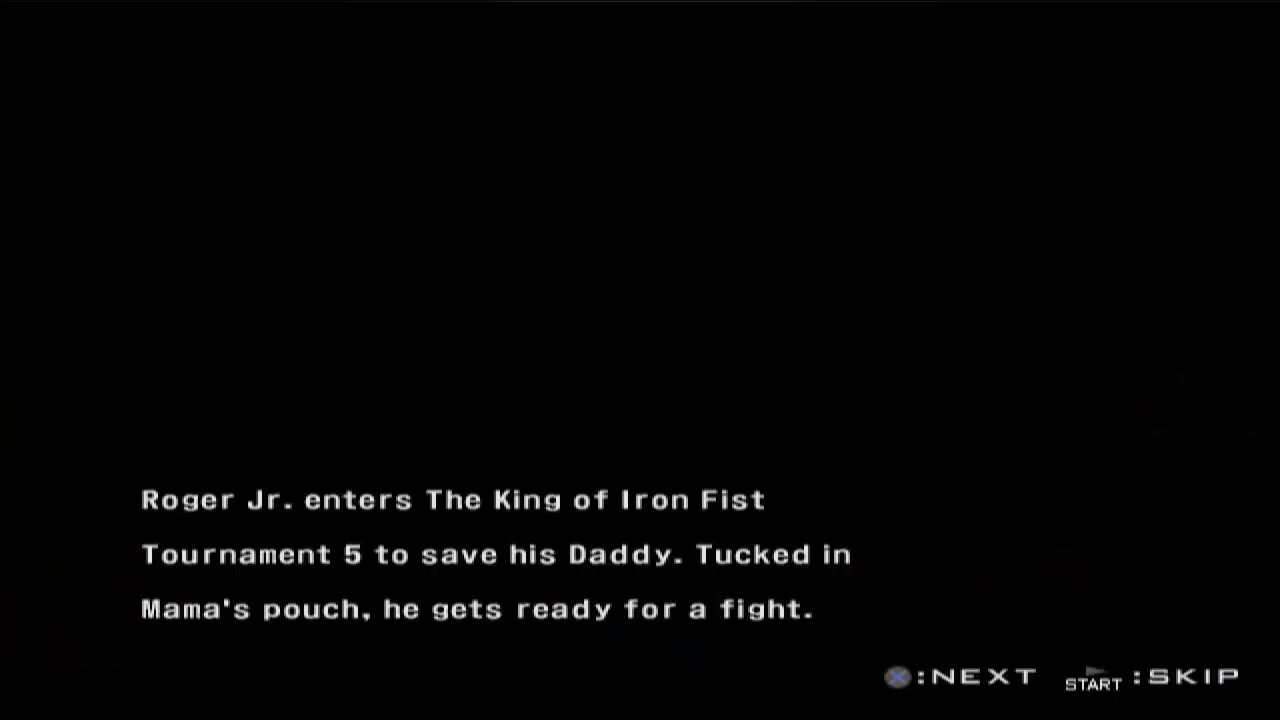 Roger Jr. enters The King of Iron Fist
Tournament 5 to save his Daddy. Tucked in
Mama's pouch, he gets ready for a fight.
:NEXT START :SKIP